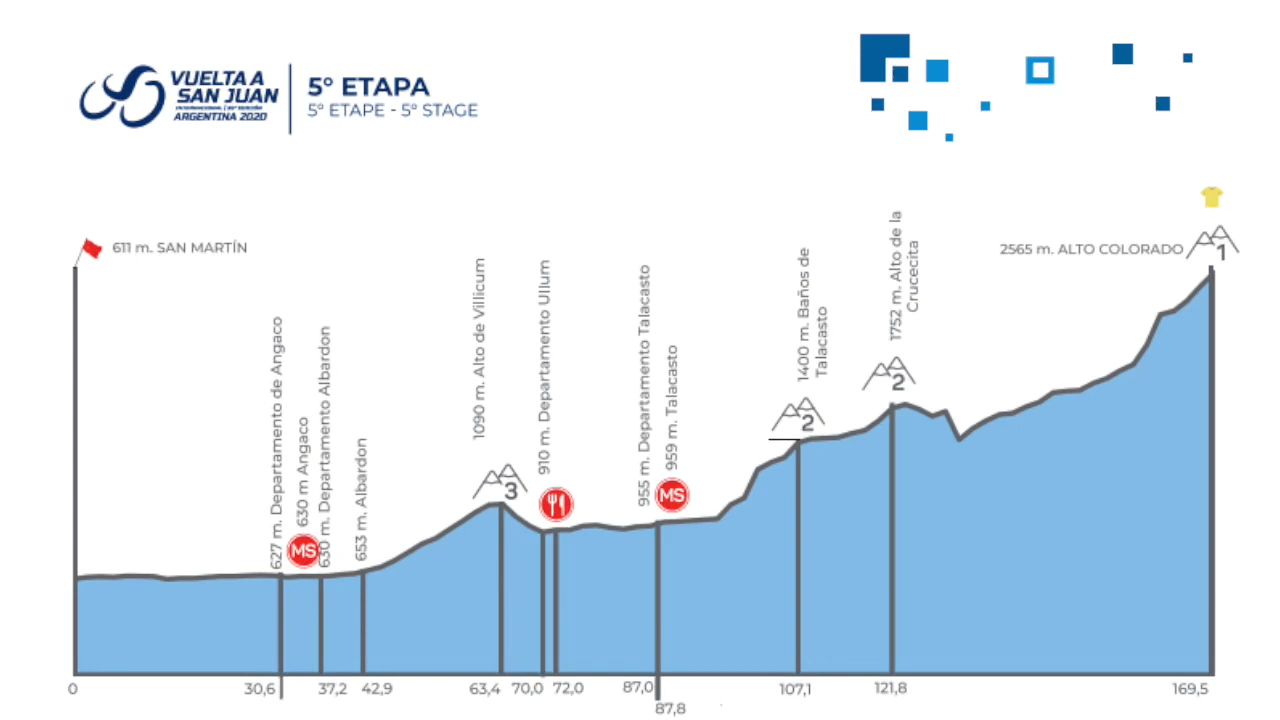 VUELTA A
SAN JUAN
ARGENTINA 2020
5º ETAPA
5º ETAPE - 5º STAGE
611 m. SAN MARTÍN
627 m. Departamento de Angaco
630 m Angaco
MS
630 m. Departamento Albardon
653 m. Albardon
1090 m. Alto de Villicum
3
910 m. Departamento Ullum
955 m. Departamento Talacasto
959 m. Talacasto
MS
1400 m. Baños de
Talacasto
2
1752 m. Alto de la
Crucecita
2
2565 m. ALTO COLORADO
1
0
30,6
37,2
42,9
63,4
70,0
72,0
87,0
87,8
107,1
121,8
169,5